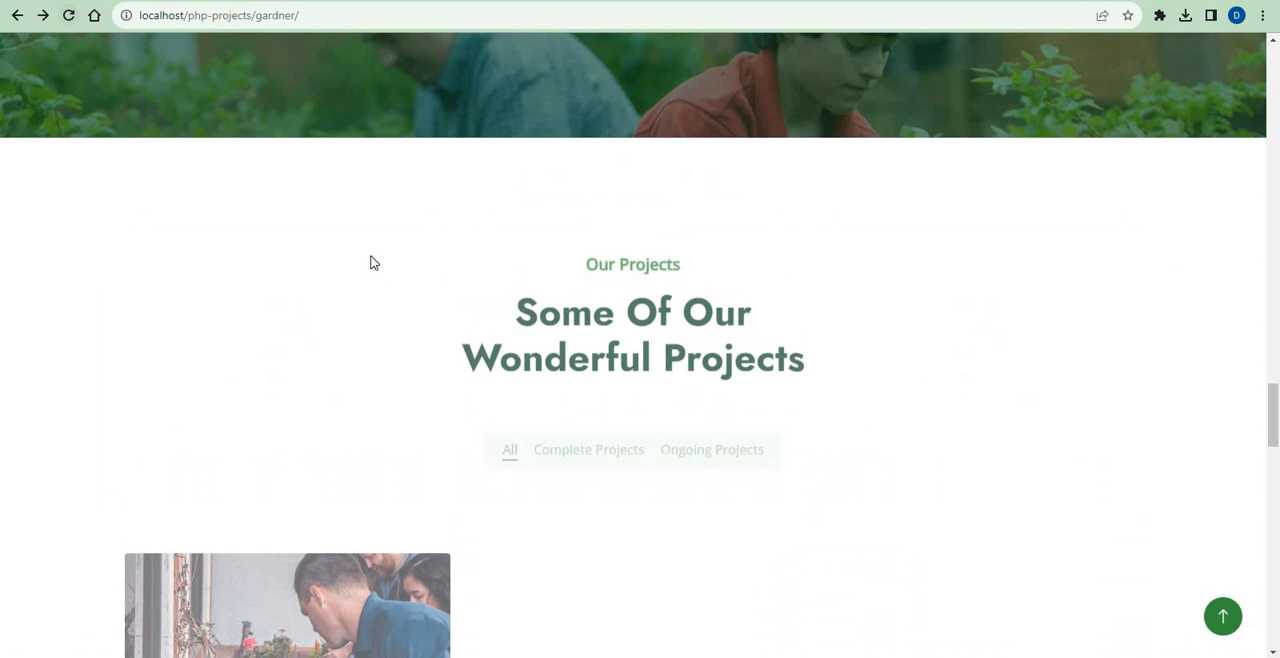 localhost/php-projects/gardner/
D
Our Projects
Some Of Our
Wonderful Projects
All Complete Projects Ongoing Projects